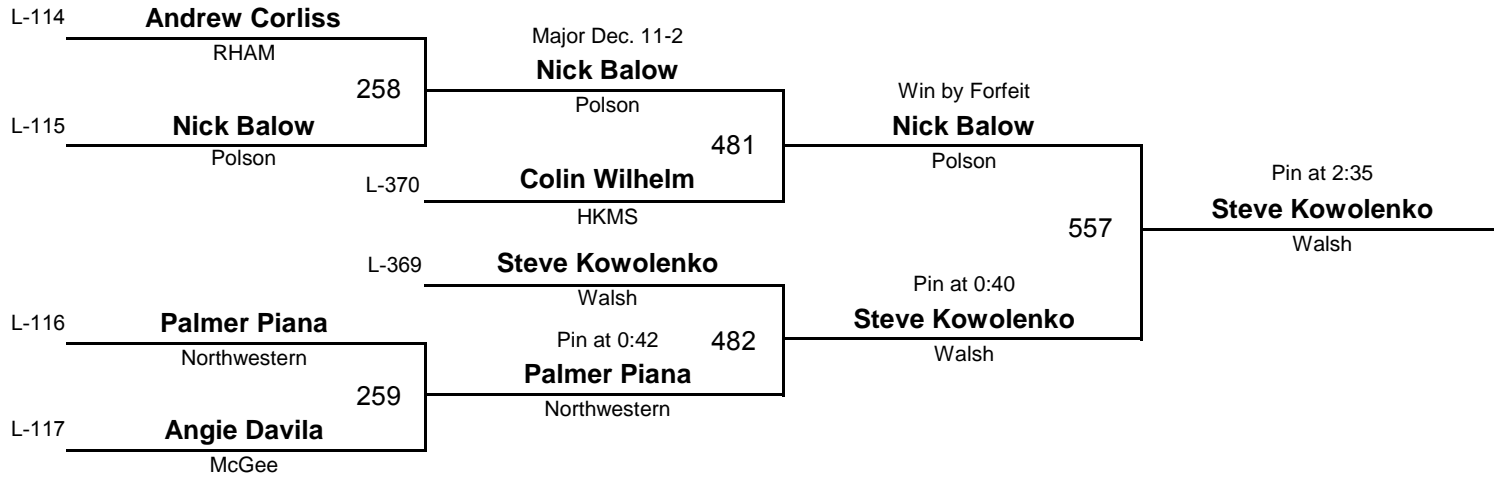 L-114
Andrew Corliss
RHAM
258
L-115
Nick Balow
Polson
Major Dec. 11-2
Nick Balow
Polson
481
L-370
Colin Wilhelm
HKMS
Win by Forfeit
Nick Balow
Polson
557
Pin at 2:35
Steve Kowolenko
Walsh
L-369
Steve Kowolenko
Walsh
482
Pin at 0:40
Steve Kowolenko
Walsh
L-116
Palmer Piana
Northwestern
259
Pin at 0:42
Palmer Piana
Northwestern
L-117
Angie Davila
McGee